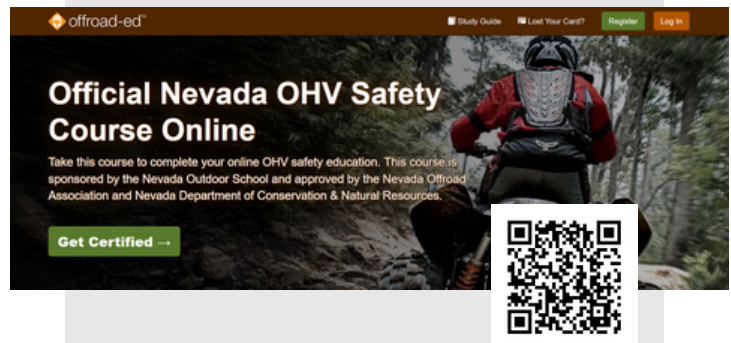 offroad-ed™
Study Guide
Lost Your Card?
Register
Log In
Official Nevada OHV Safety
Course Online
Take this course to complete your online OHV safety education. This course is
sponsored by the Nevada Outdoor School and approved by the Nevada Offroad
Association and Nevada Department of Conservation & Natural Resources.
Get Certified →